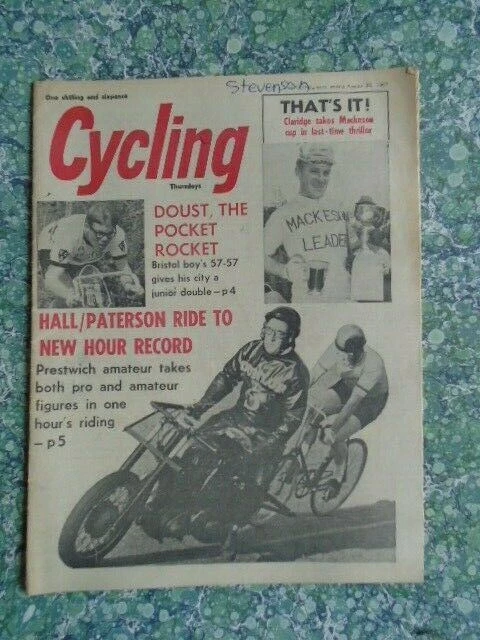 Stevenson
One shilling and sixpence
Cycling
Thursdays
THAT'S IT!
Claridge takes Mackeson
cup in last-time thriller
MACKESON
LEADER
DOUST, THE
POCKET
ROCKET
Bristol boy's 57-57
gives his city a
junior double – p 4
HALL/PATERSON RIDE TO
NEW HOUR RECORD
Prestwich amateur takes
both pro and amateur
figures in one
hour's riding
– p 5